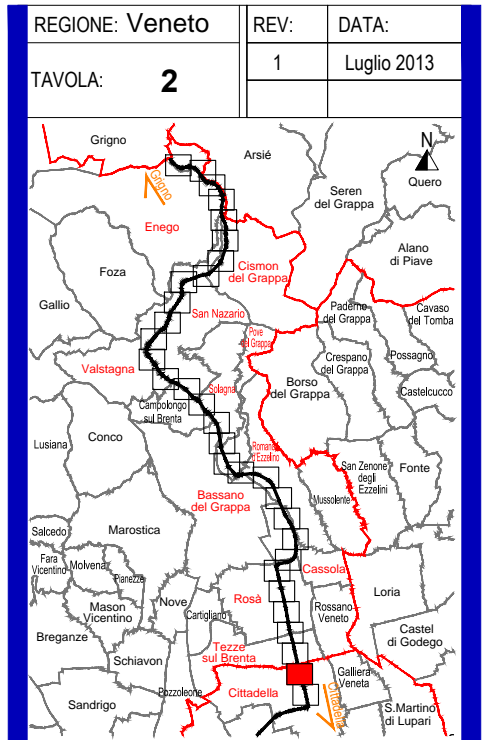 REGIONE: Veneto
REV:
DATA:
TAVOLA: 2
1
Luglio 2013
Grigno
Arsié
N
Quero
Grigno
Seren
del Grappa
Enego
Alano
di Piave
Foza
Cismon
del Grappa
Gallio
San Nazario
Paderno
del Grappa
Cavaso
del Tomba
Pove
del Grappa
Crespano
del Grappa
Possagno
Valstagna
Solagna
Borso
del Grappa
Castelcucco
Campolongo
sul Brenta
Lusiana
Conco
Romano
d'Ezzelino
San Zenone
degli
Ezzelini
Fonte
Bassano
del Grappa
Mussolente
Salcedo
Marostica
Fara
Vicentino
Molvena
Pianezze
Cassola
Loria
Mason
Vicentino
Nove
Cartigliano
Rosà
Rossano
Veneto
Breganze
Castel
di Godego
Schiavon
Tezze
sul Brenta
Galliera
Veneta
Pozzoleone
Cittadella
Cittadella
Sandrigo
S.Martino
di Lupari